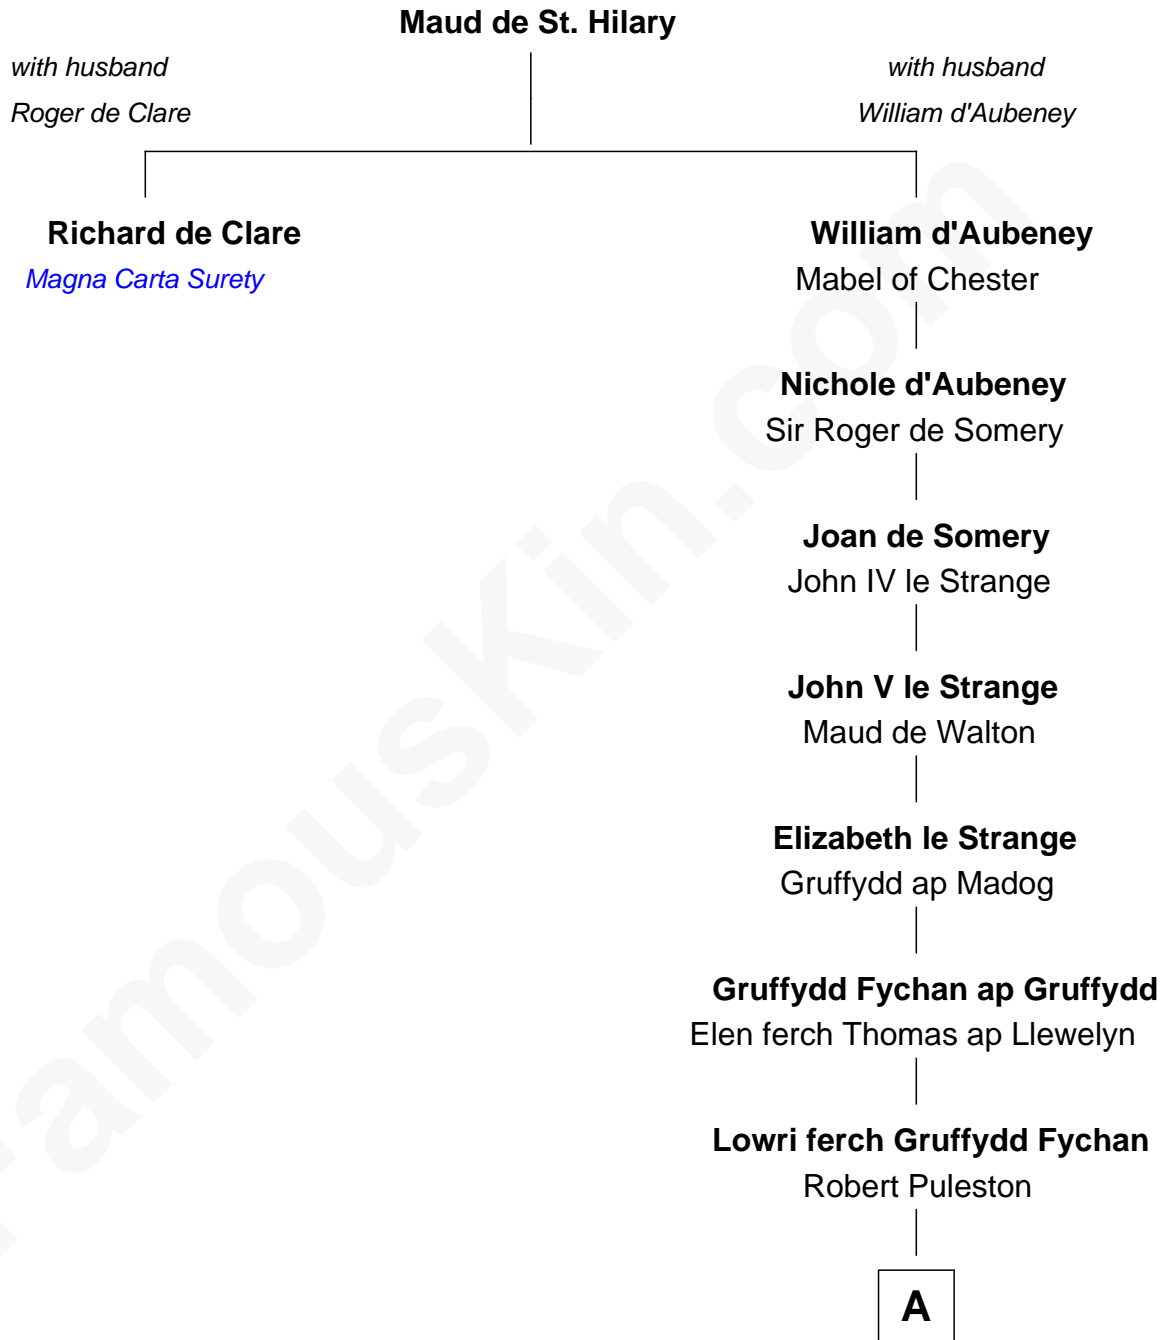 Maud de St. Hilary
with husband
Roger de Clare
with husband
William d'Aubeney
Richard de Clare
Magna Carta Surety
William d'Aubeney
Mabel of Chester
Nichole d'Aubeney
Sir Roger de Somery
Joan de Somery
John IV le Strange
John V le Strange
Maud de Walton
Elizabeth le Strange
Gruffydd ap Madog
Gruffydd Fychan ap Gruffydd
Elen ferch Thomas ap Llewelyn
Lowri ferch Gruffydd Fychan
Robert Puleston
A
FamousKin.com